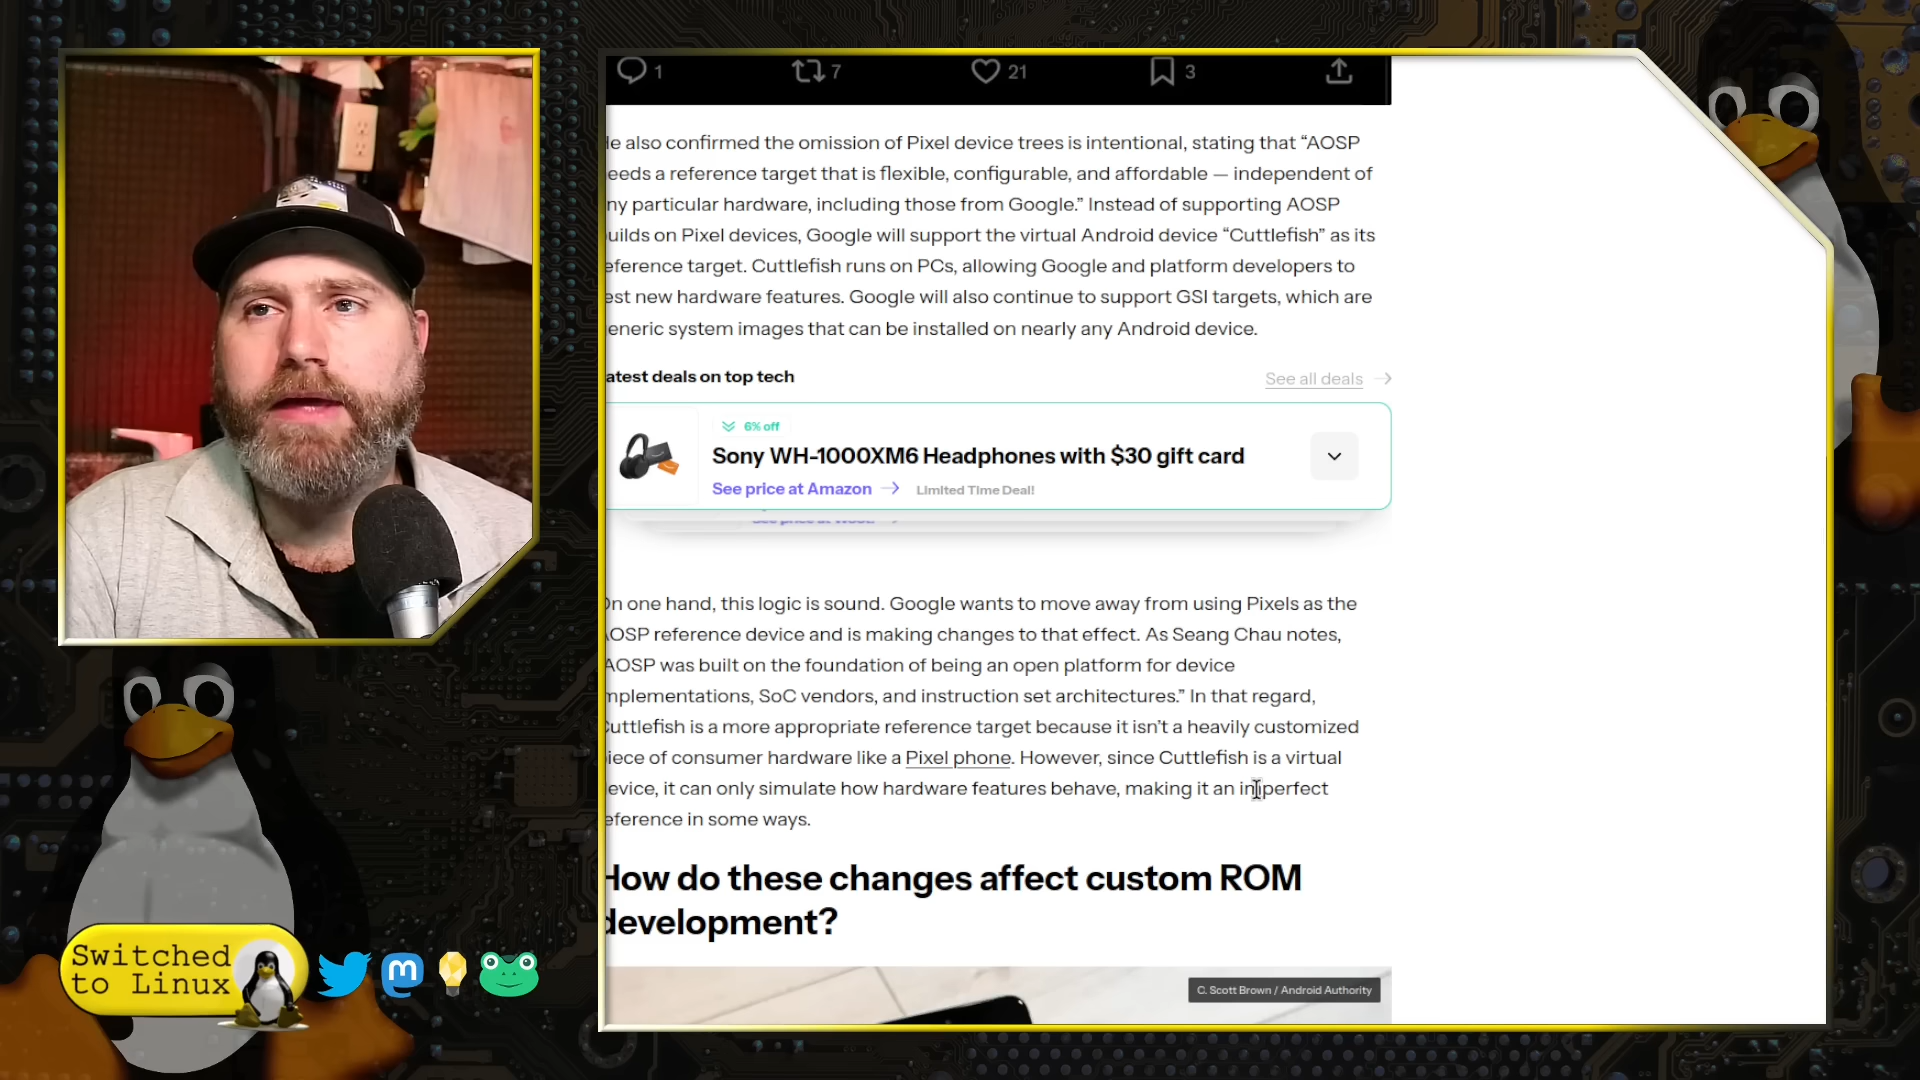 1 7 21 3
e also confirmed the omission of Pixel device trees is intentional, stating that “AOSP
eeds a reference target that is flexible, configurable, and affordable — independent of
ny particular hardware, including those from Google.” Instead of supporting AOSP
uilds on Pixel devices, Google will support the virtual Android device “Cuttlefish” as its
eference target. Cuttlefish runs on PCs, allowing Google and platform developers to
est new hardware features. Google will also continue to support GSI targets, which are
eneric system images that can be installed on nearly any Android device.
atest deals on top tech
See all deals
6% off
Sony WH-1000XM6 Headphones with $30 gift card
See price at Amazon
Limited Time Deal!
On one hand, this logic is sound. Google wants to move away from using Pixels as the
AOSP reference device and is making changes to that effect. As Seang Chau notes,
AOSP was built on the foundation of being an open platform for device
mplementations, SoC vendors, and instruction set architectures.” In that regard,
Cuttlefish is a more appropriate reference target because it isn’t a heavily customized
iece of consumer hardware like a Pixel phone. However, since Cuttlefish is a virtual
evice, it can only simulate how hardware features behave, making it an imperfect
eference in some ways.
How do these changes affect custom ROM
development?
C. Scott Brown / Android Authority
Switched
to Linux